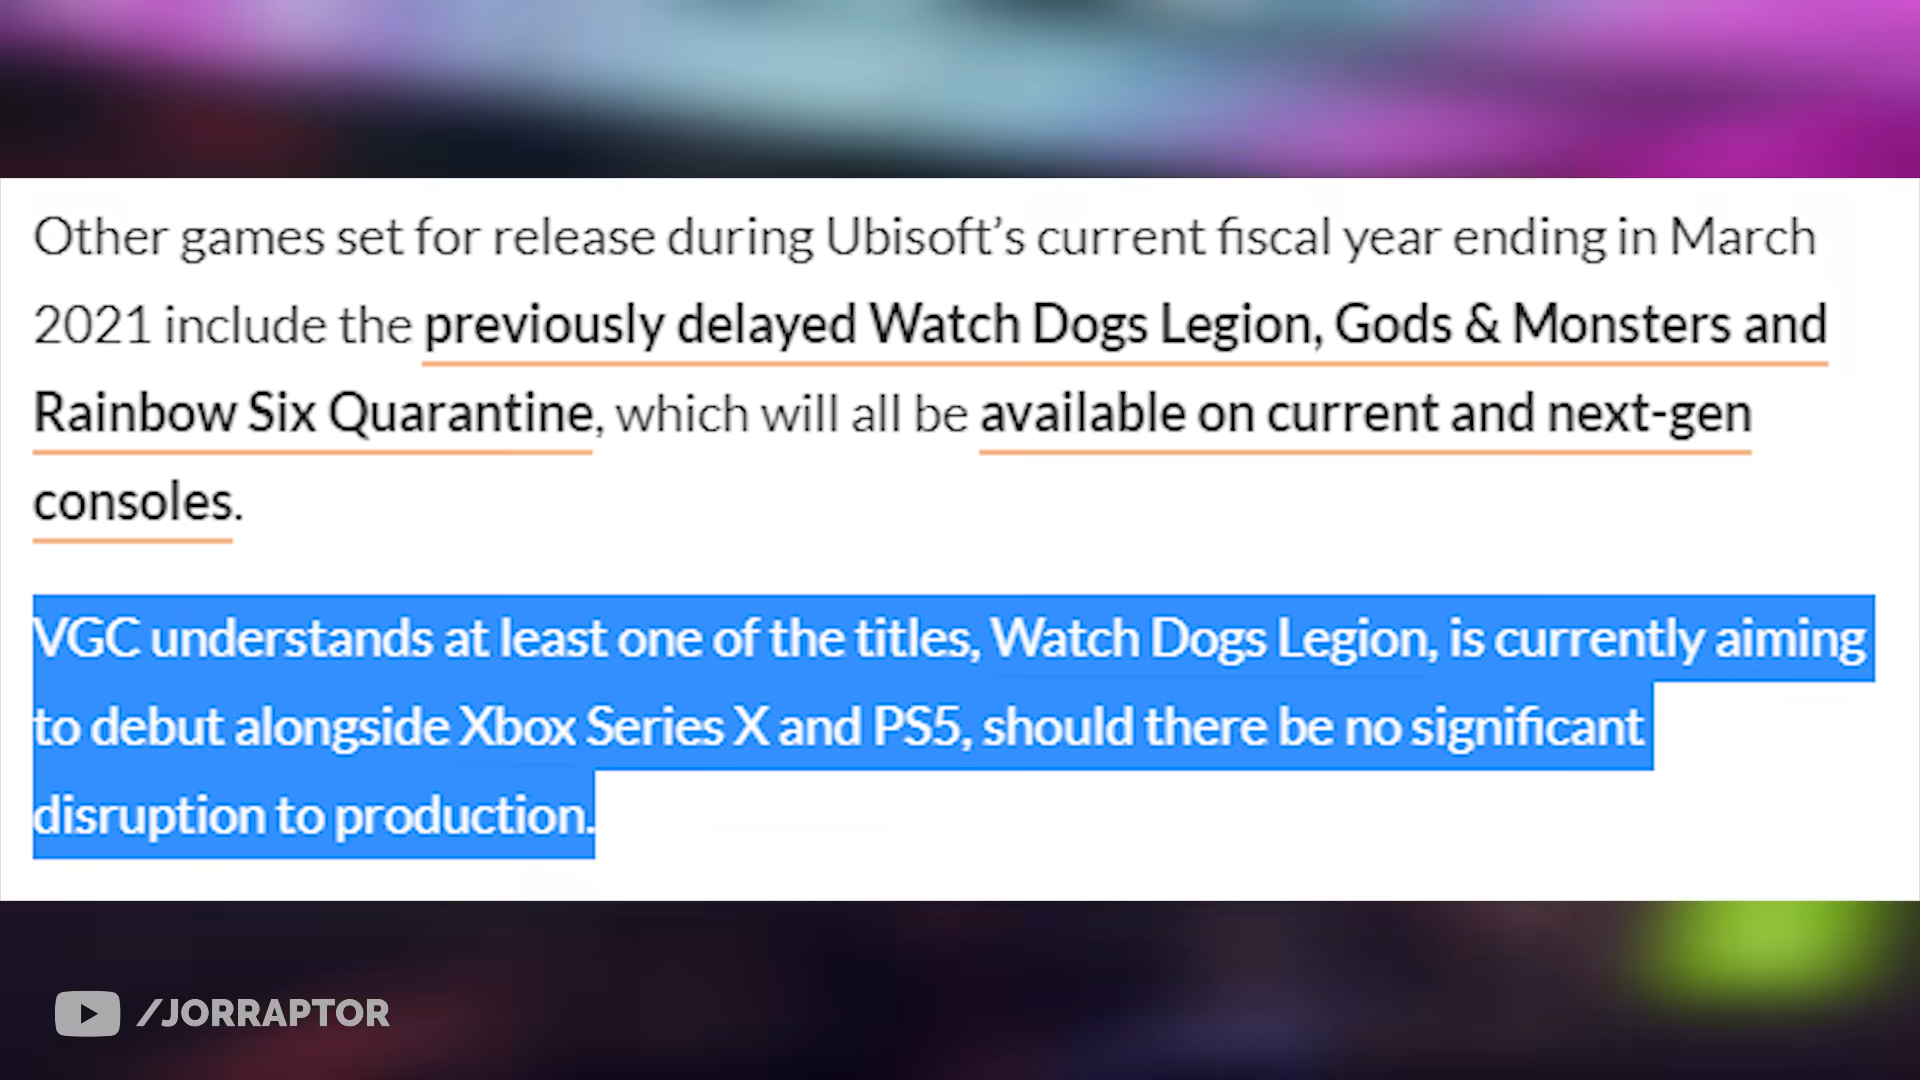 Other games set for release during Ubisoft’s current fiscal year ending in March
2021 include the previously delayed Watch Dogs Legion, Gods & Monsters and
Rainbow Six Quarantine, which will all be available on current and next-gen
consoles.
VGC understands at least one of the titles, Watch Dogs Legion, is currently aiming
to debut alongside Xbox Series X and PS5, should there be no significant
disruption to production.
/JORRAPTOR